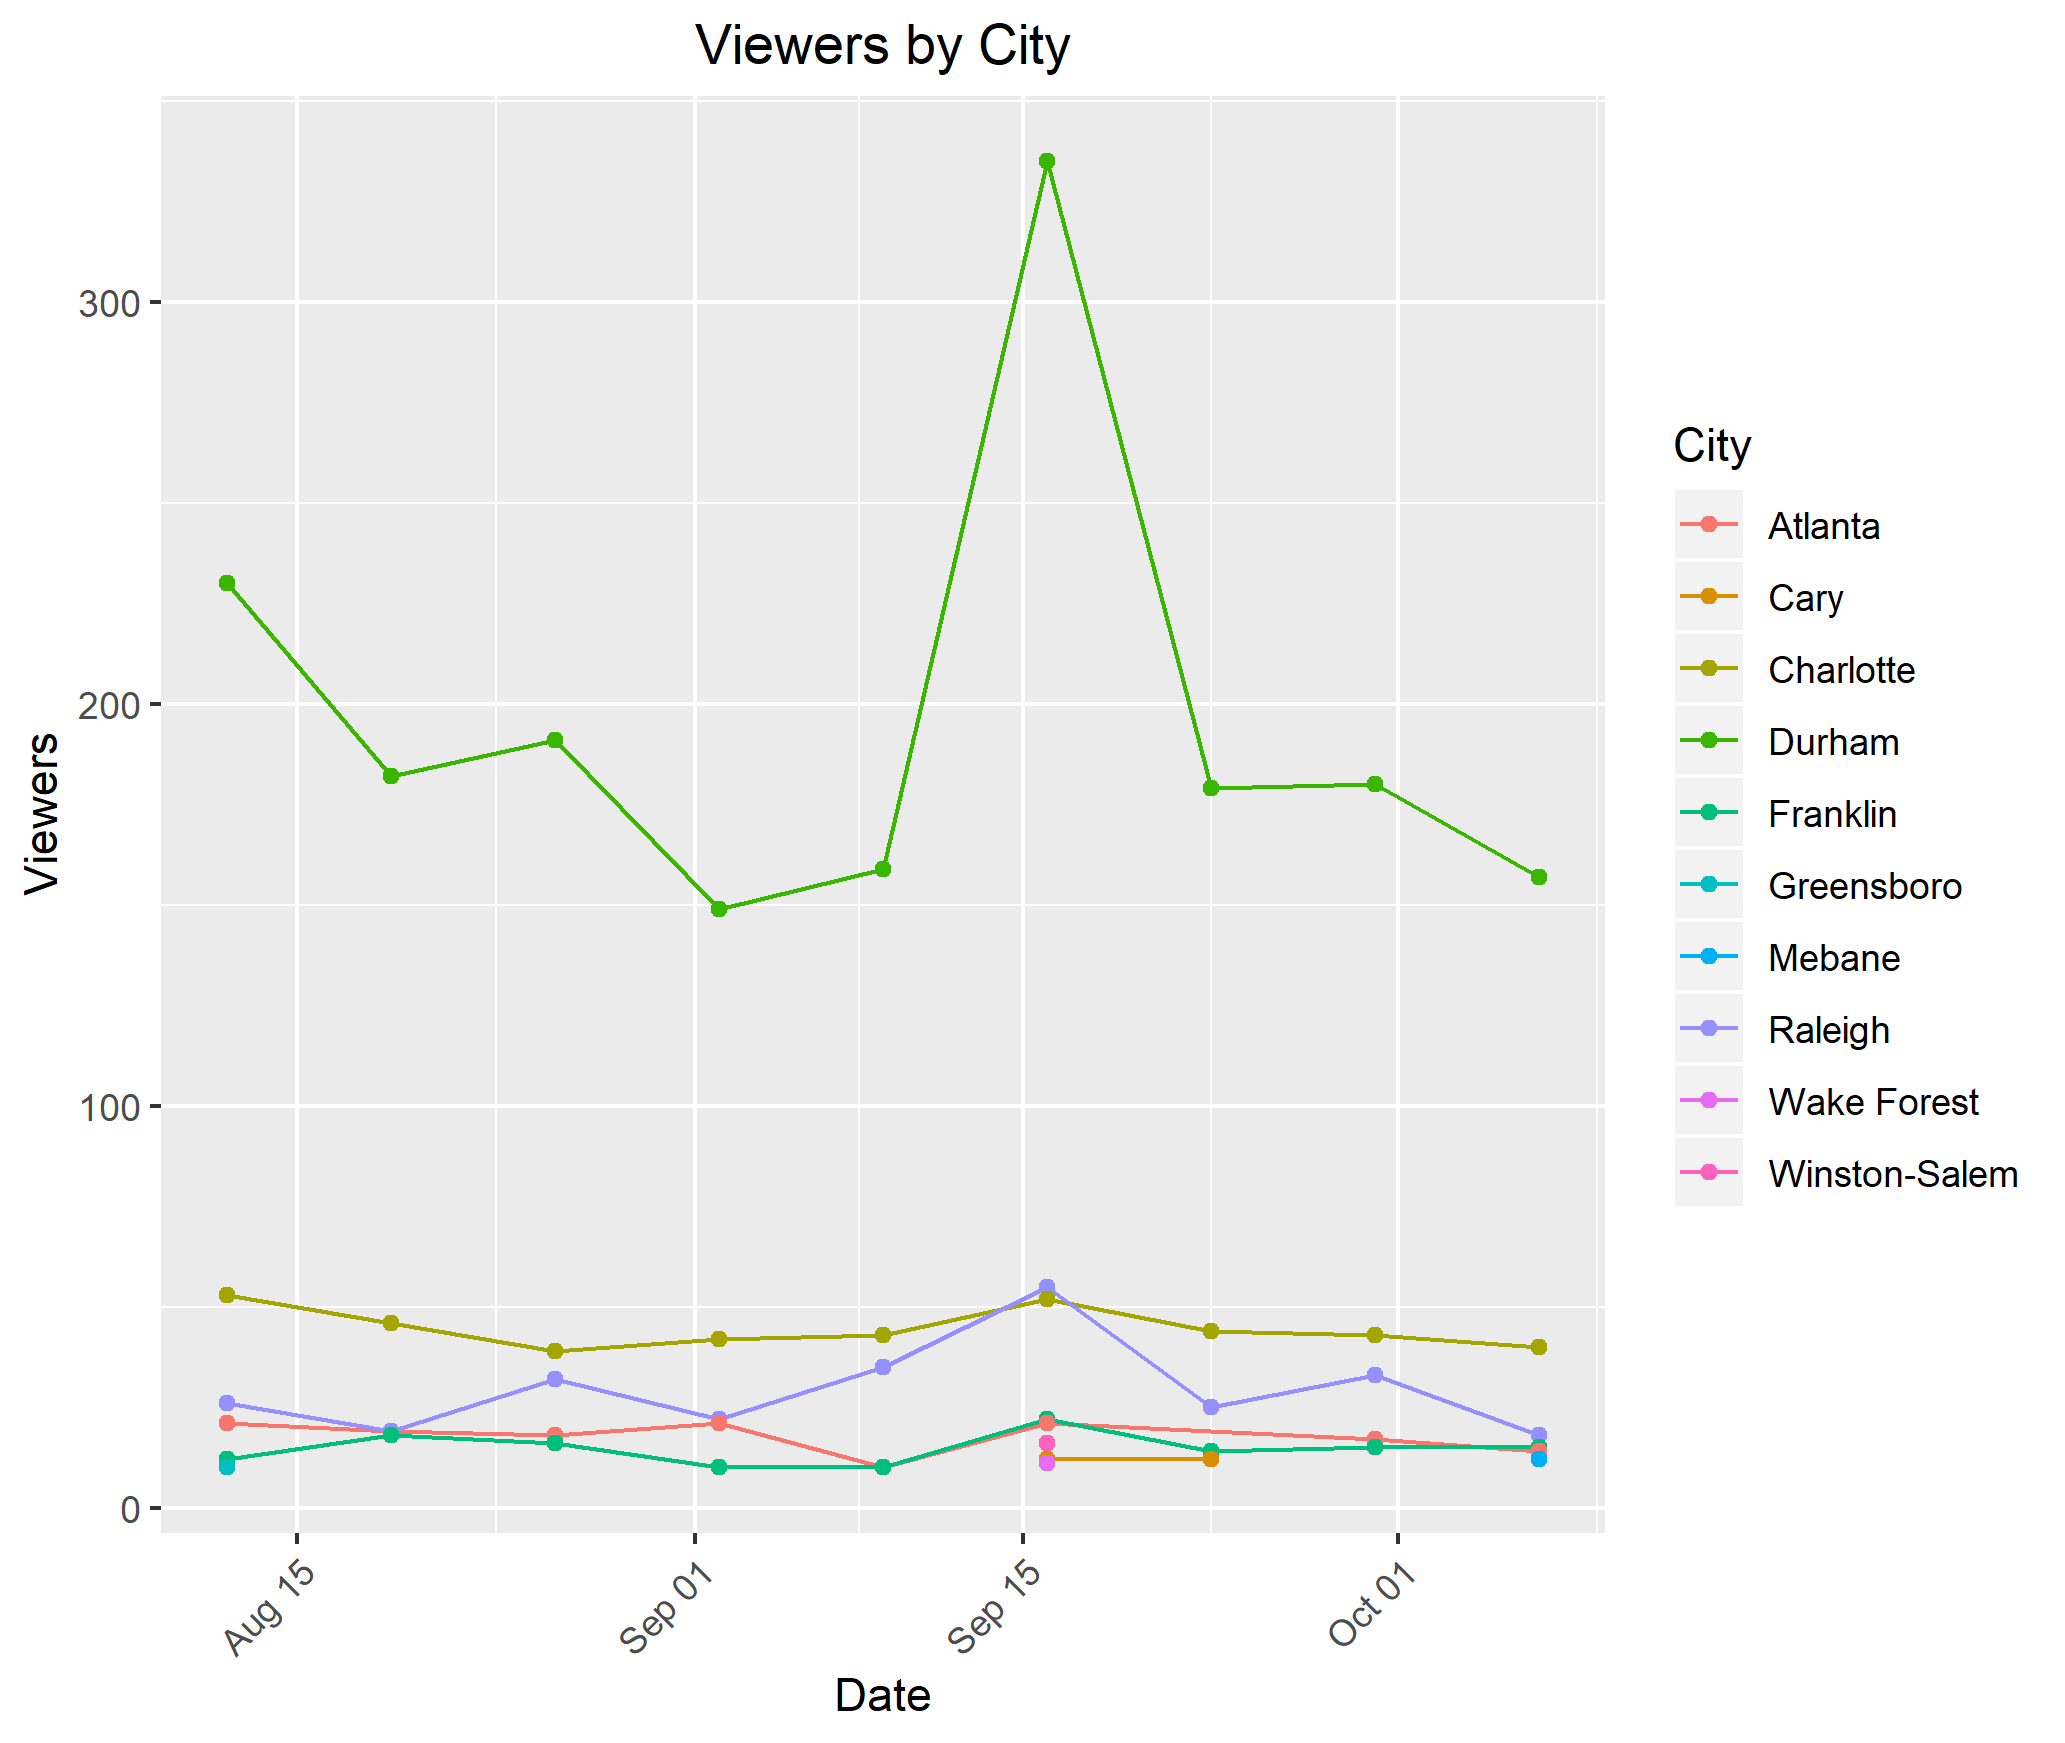 Viewers by City
Viewers
300
200
100
0
Aug 15
Sep 01
Sep 15
Oct 01
Date
City
Atlanta
Cary
Charlotte
Durham
Franklin
Greensboro
Mebane
Raleigh
Wake Forest
Winston-Salem